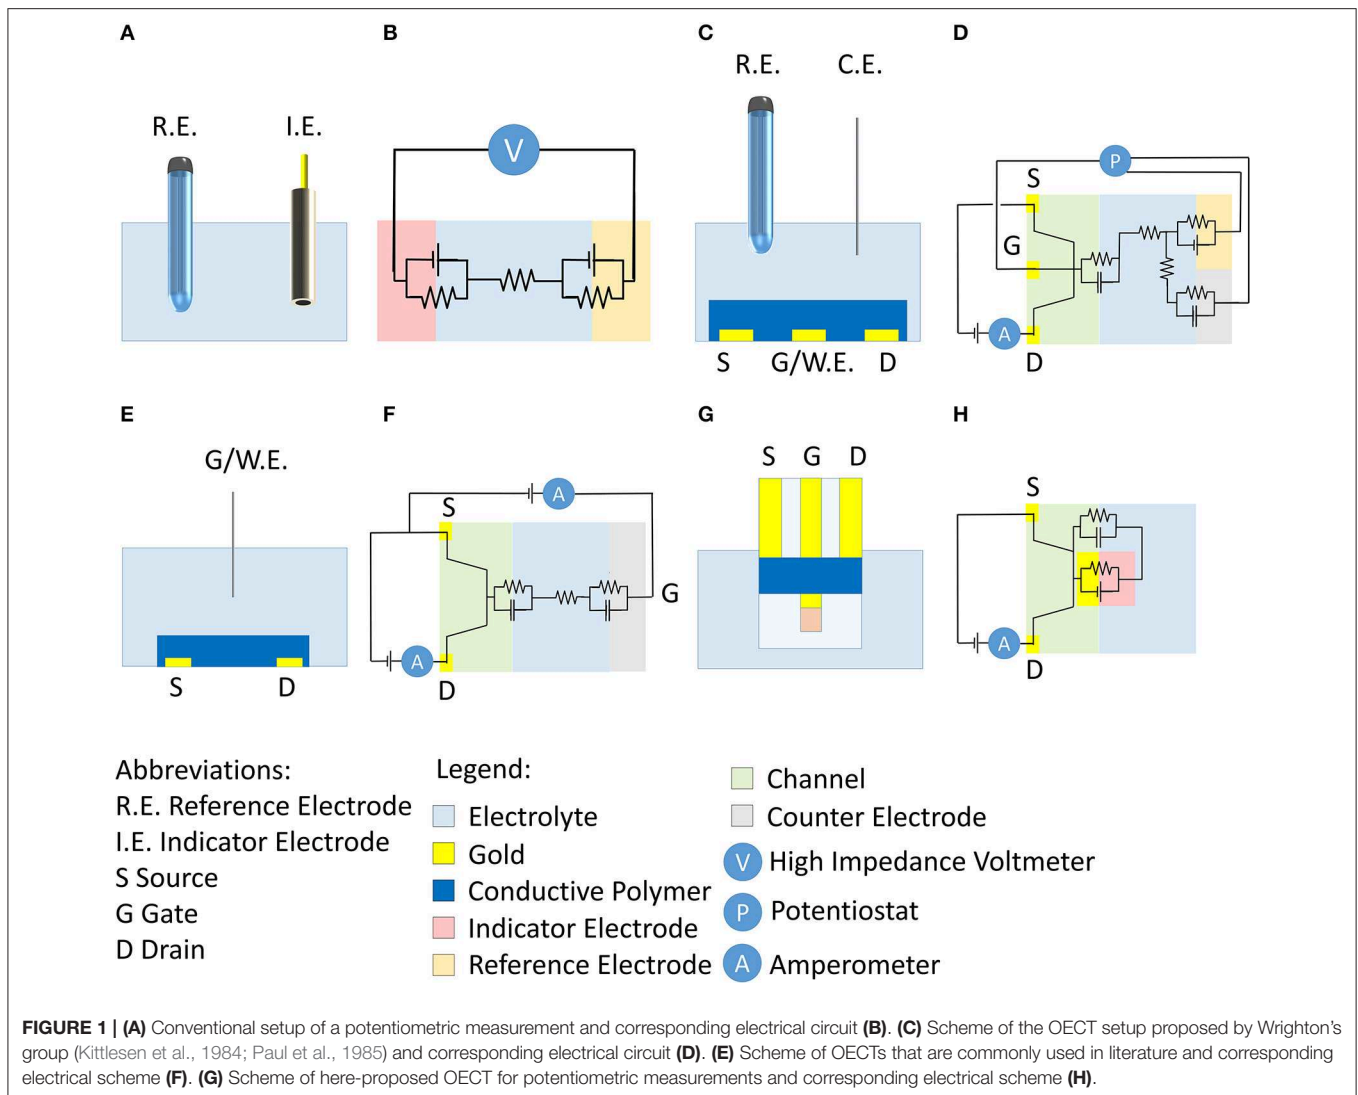 A
B
C
D
R.E.
I.E.
V
R.E.
C.E.
S
G/W.E.
D
P
S
G
A
D
E
F
G
H
G/W.E.
S
D
A
S
G
A
D
S
G
D
S
A
D
Abbreviations:
R.E. Reference Electrode
I.E. Indicator Electrode
S Source
G Gate
D Drain
Legend:
Electrolyte
Gold
Conductive Polymer
Indicator Electrode
Reference Electrode
Channel
Counter Electrode
V High Impedance Voltmeter
P Potentiostat
A Amperometer
FIGURE 1 | (A) Conventional setup of a potentiometric measurement and corresponding electrical circuit (B). (C) Scheme of the OECT setup proposed by Wrighton’s
group (Kittlesen et al., 1984; Paul et al., 1985) and corresponding electrical circuit (D). (E) Scheme of OECTs that are commonly used in literature and corresponding
electrical scheme (F). (G) Scheme of here-proposed OECT for potentiometric measurements and corresponding electrical scheme (H).